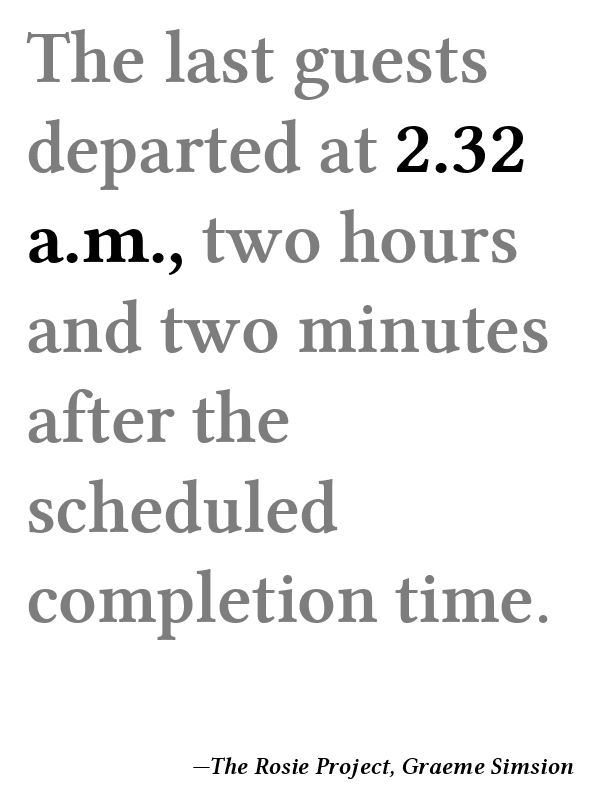 The last guests
departed at 2.32
a.m., two hours
and two minutes
after the
scheduled
completion time.
—The Rosie Project, Graeme Simsion